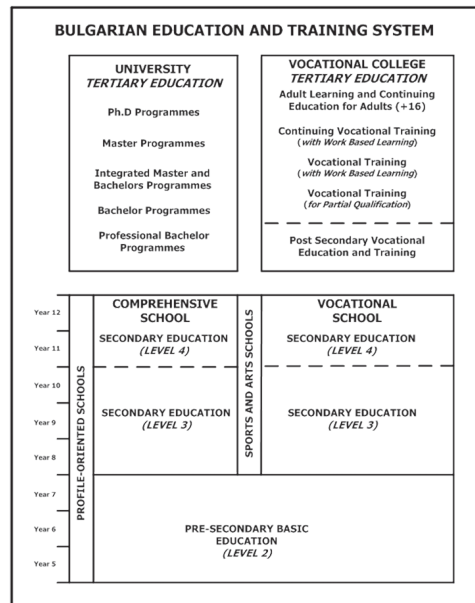 BULGARIAN EDUCATION AND TRAINING SYSTEM
UNIVERSITY
TERTIARY EDUCATION
Ph.D Programmes
Master Programmes
Integrated Master and
Bachelors Programmes
Bachelor Programmes
Professional Bachelor
Programmes
VOCATIONAL COLLEGE
TERTIARY EDUCATION
Adult Learning and Continuing
Education for Adults (+16)
Continuing Vocational Training
(with Work Based Learning)
Vocational Training
(with Work Based Learning)
Vocational Training
(for Partial Qualification)
Post Secondary Vocational
Education and Training
Year 12
Year 11
Year 10
Year 9
Year 8
Year 7
Year 6
Year 5
PROFILE-ORIENTED SCHOOLS
COMPREHENSIVE
SCHOOL
SECONDARY EDUCATION
(LEVEL 4)
SECONDARY EDUCATION
(LEVEL 3)
SPORTS AND ARTS SCHOOLS
VOCATIONAL
SCHOOL
SECONDARY EDUCATION
(LEVEL 4)
SECONDARY EDUCATION
(LEVEL 3)
PRE-SECONDARY BASIC
EDUCATION
(LEVEL 2)